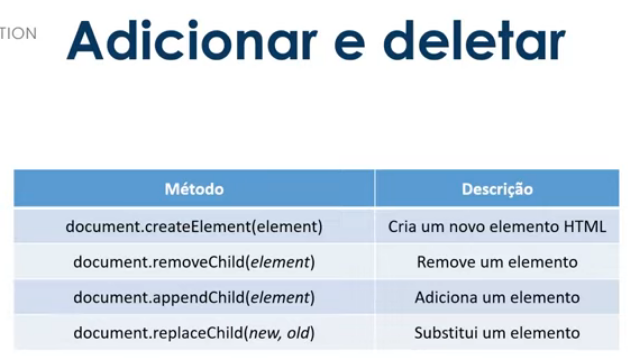 TION
Adicionar e deletar
Método Descrição
document.createElement(element) Cria um novo elemento HTML
document.removeChild(element) Remove um elemento
document.appendChild(element) Adiciona um elemento
document.replaceChild(new, old) Substitui um elemento